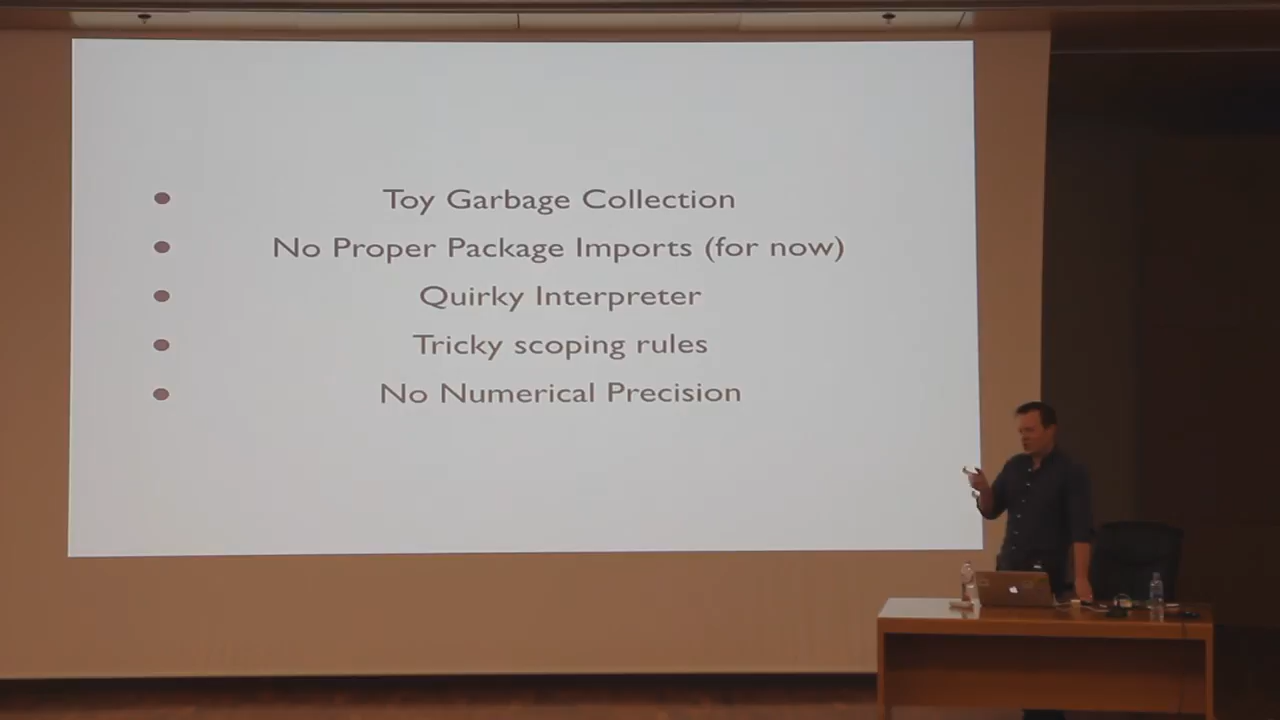 Toy Garbage Collection
No Proper Package Imports (for now)
Quirky Interpreter
Tricky scoping rules
No Numerical Precision